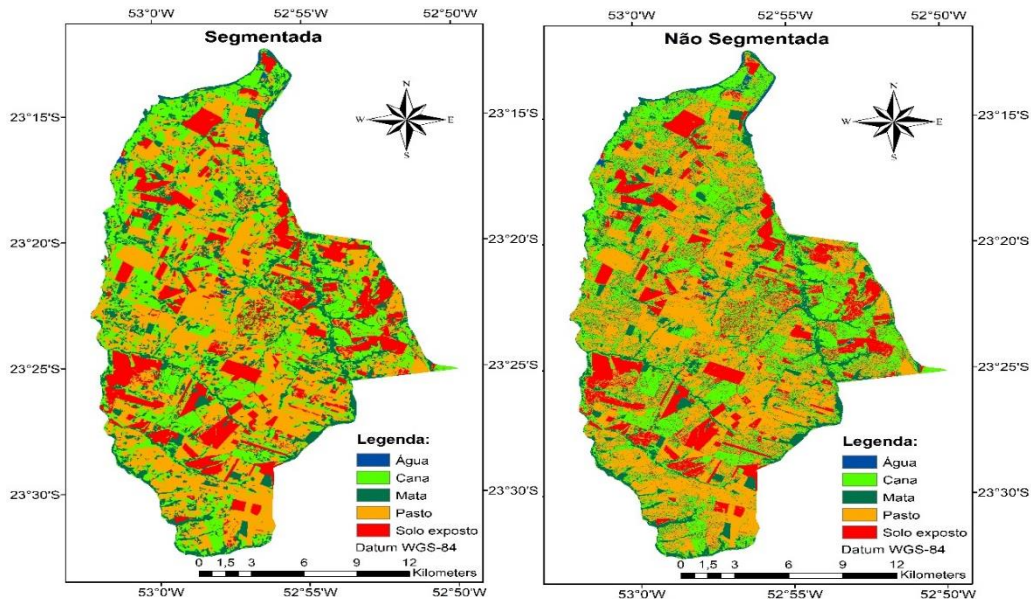 53°0'W 52°55'W 52°50'W
Segmentada
N
W E
S
23°15'S
23°20'S
23°25'S
23°30'S
Legenda:
Água
Cana
Mata
Pasto
Solo exposto
Datum WGS-84
0 1,5 3 6 9 12
Kilometers
53°0'W 52°55'W 52°50'W
53°0'W 52°55'W 52°50'W
Não Segmentada
N
W E
S
23°15'S 23°15'S
23°20'S 23°20'S
23°25'S 23°25'S
23°30'S 23°30'S
Legenda:
Água
Cana
Mata
Pasto
Solo exposto
Datum WGS-84
0 1,5 3 6 9 12
Kilometers
53°0'W 52°55'W 52°50'W